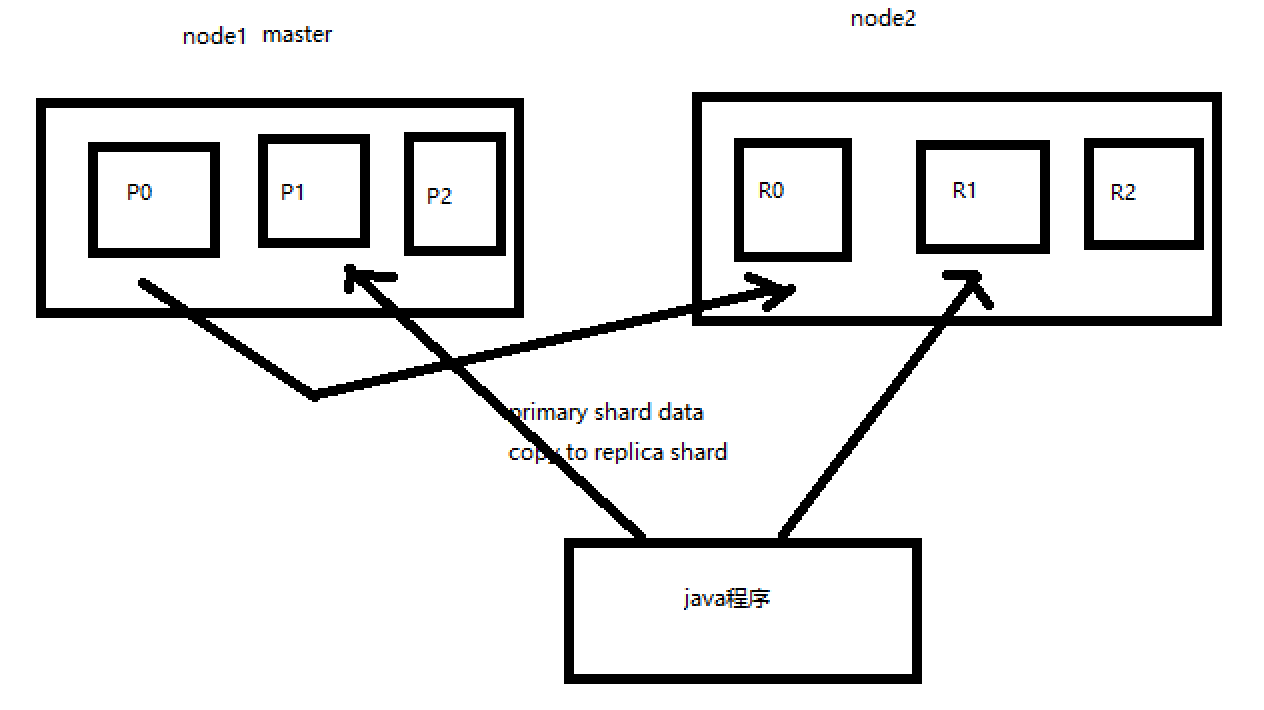 node1 master
node2
P0
P1
P2
R0
R1
R2
primary shard data
copy to replica shard
java程序